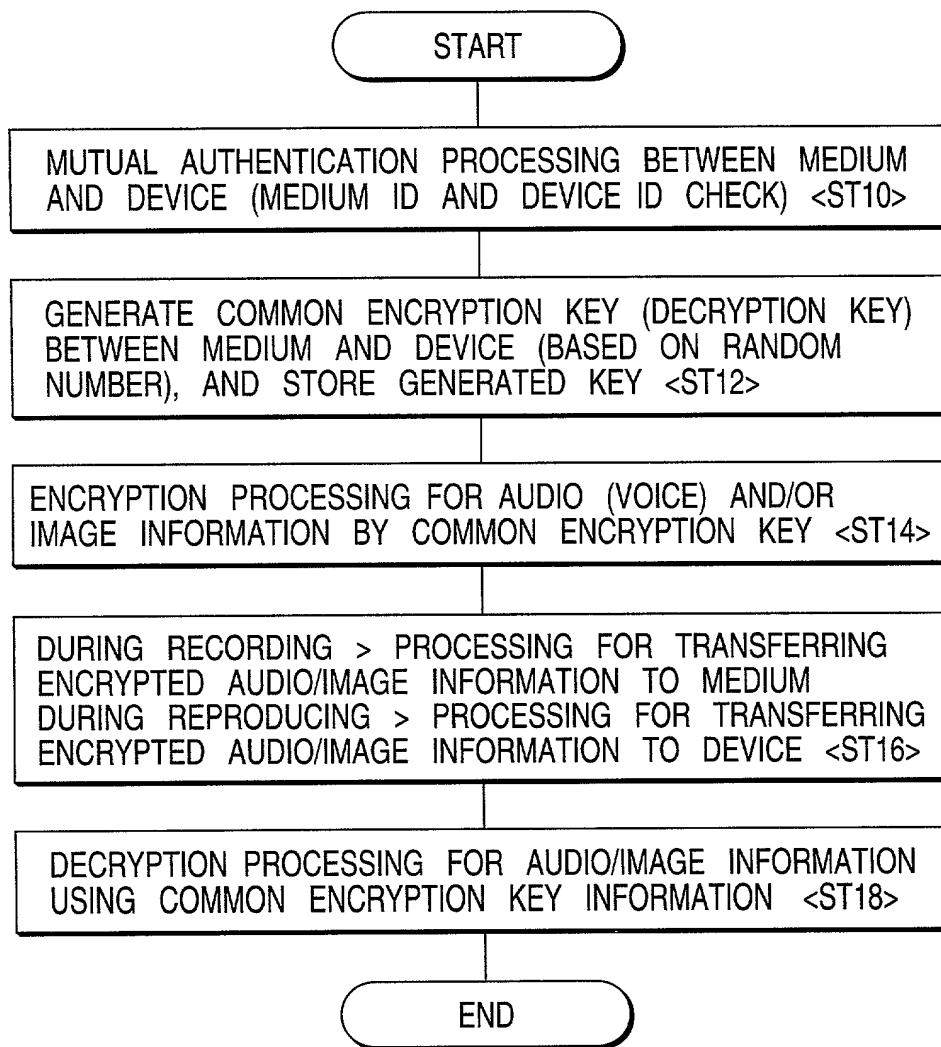 START
MUTUAL AUTHENTICATION PROCESSING BETWEEN MEDIUM
AND DEVICE (MEDIUM ID AND DEVICE ID CHECK) <ST10>
GENERATE COMMON ENCRYPTION KEY (DECRYPTION KEY)
BETWEEN MEDIUM AND DEVICE (BASED ON RANDOM
NUMBER), AND STORE GENERATED KEY <ST12>
ENCRYPTION PROCESSING FOR AUDIO (VOICE) AND/OR
IMAGE INFORMATION BY COMMON ENCRYPTION KEY <ST14>
DURING RECORDING > PROCESSING FOR TRANSFERRING
ENCRYPTED AUDIO/IMAGE INFORMATION TO MEDIUM
DURING REPRODUCING > PROCESSING FOR TRANSFERRING
ENCRYPTED AUDIO/IMAGE INFORMATION TO DEVICE <ST16>
DECRYPTION PROCESSING FOR AUDIO/IMAGE INFORMATION
USING COMMON ENCRYPTION KEY INFORMATION <ST18>
END